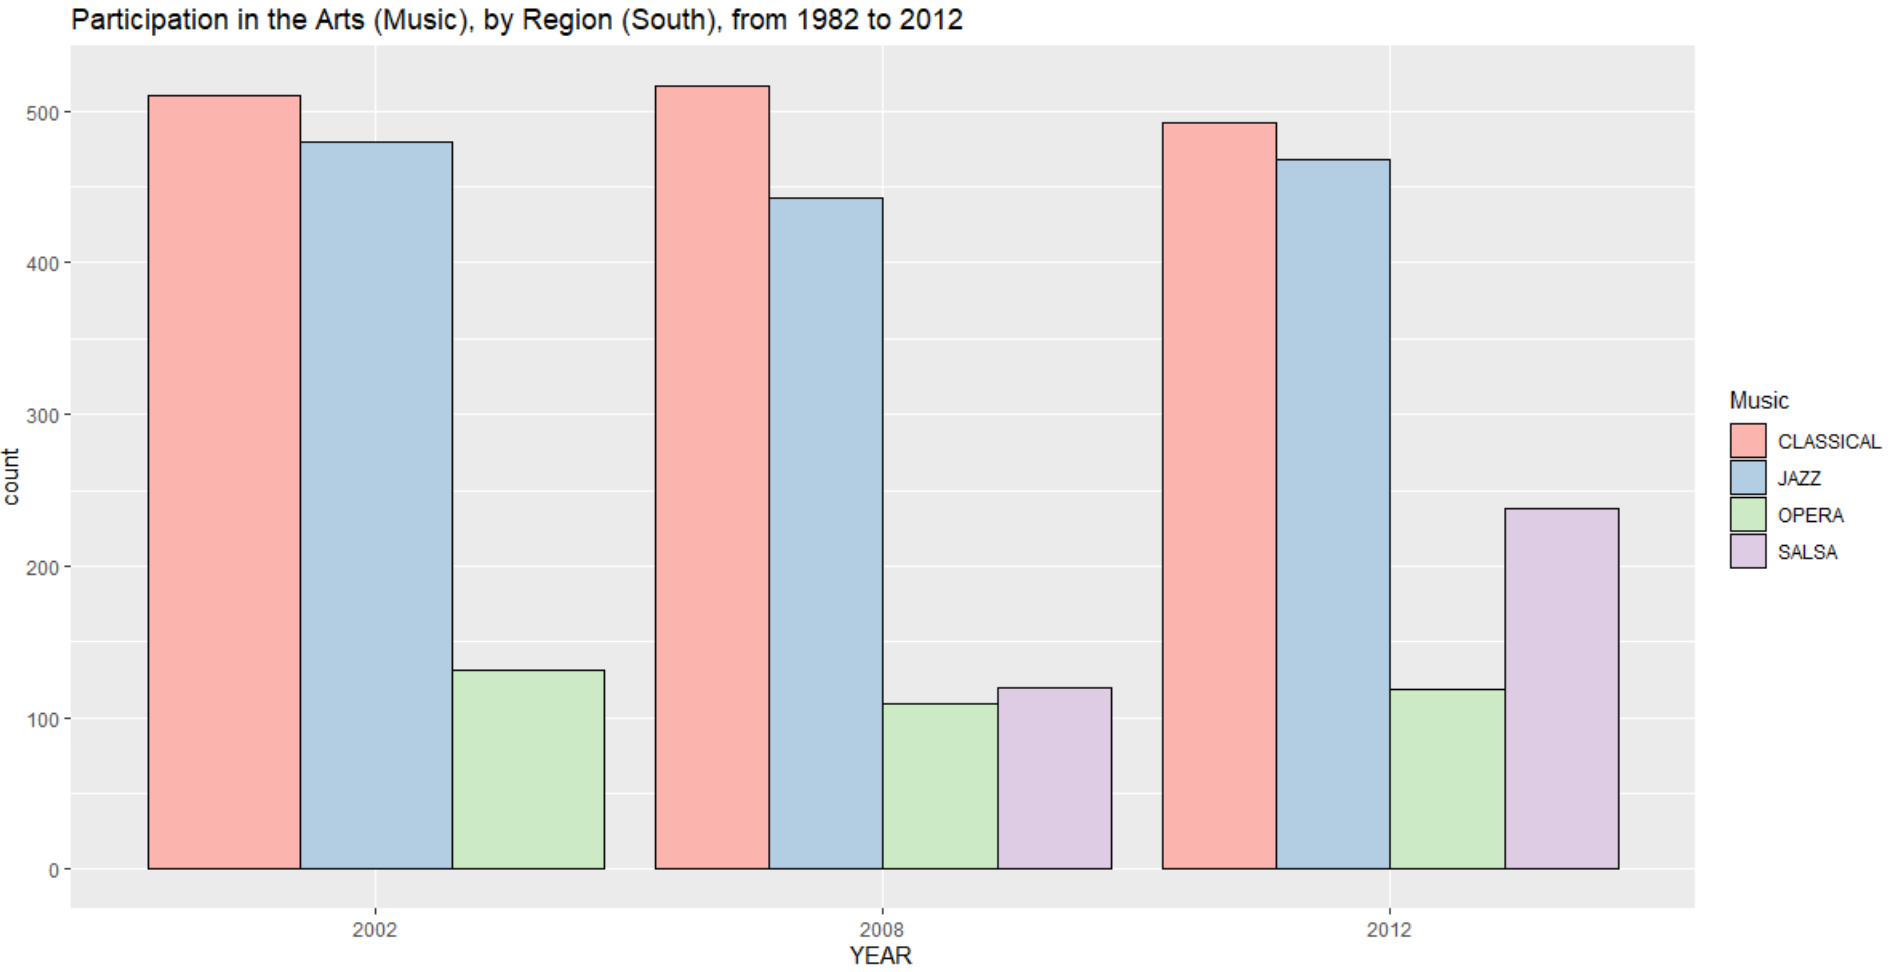 Participation in the Arts (Music), by Region (South), from 1982 to 2012
count
500
400
300
200
100
0
2002 2008 2012
YEAR
Music
CLASSICAL
JAZZ
OPERA
SALSA